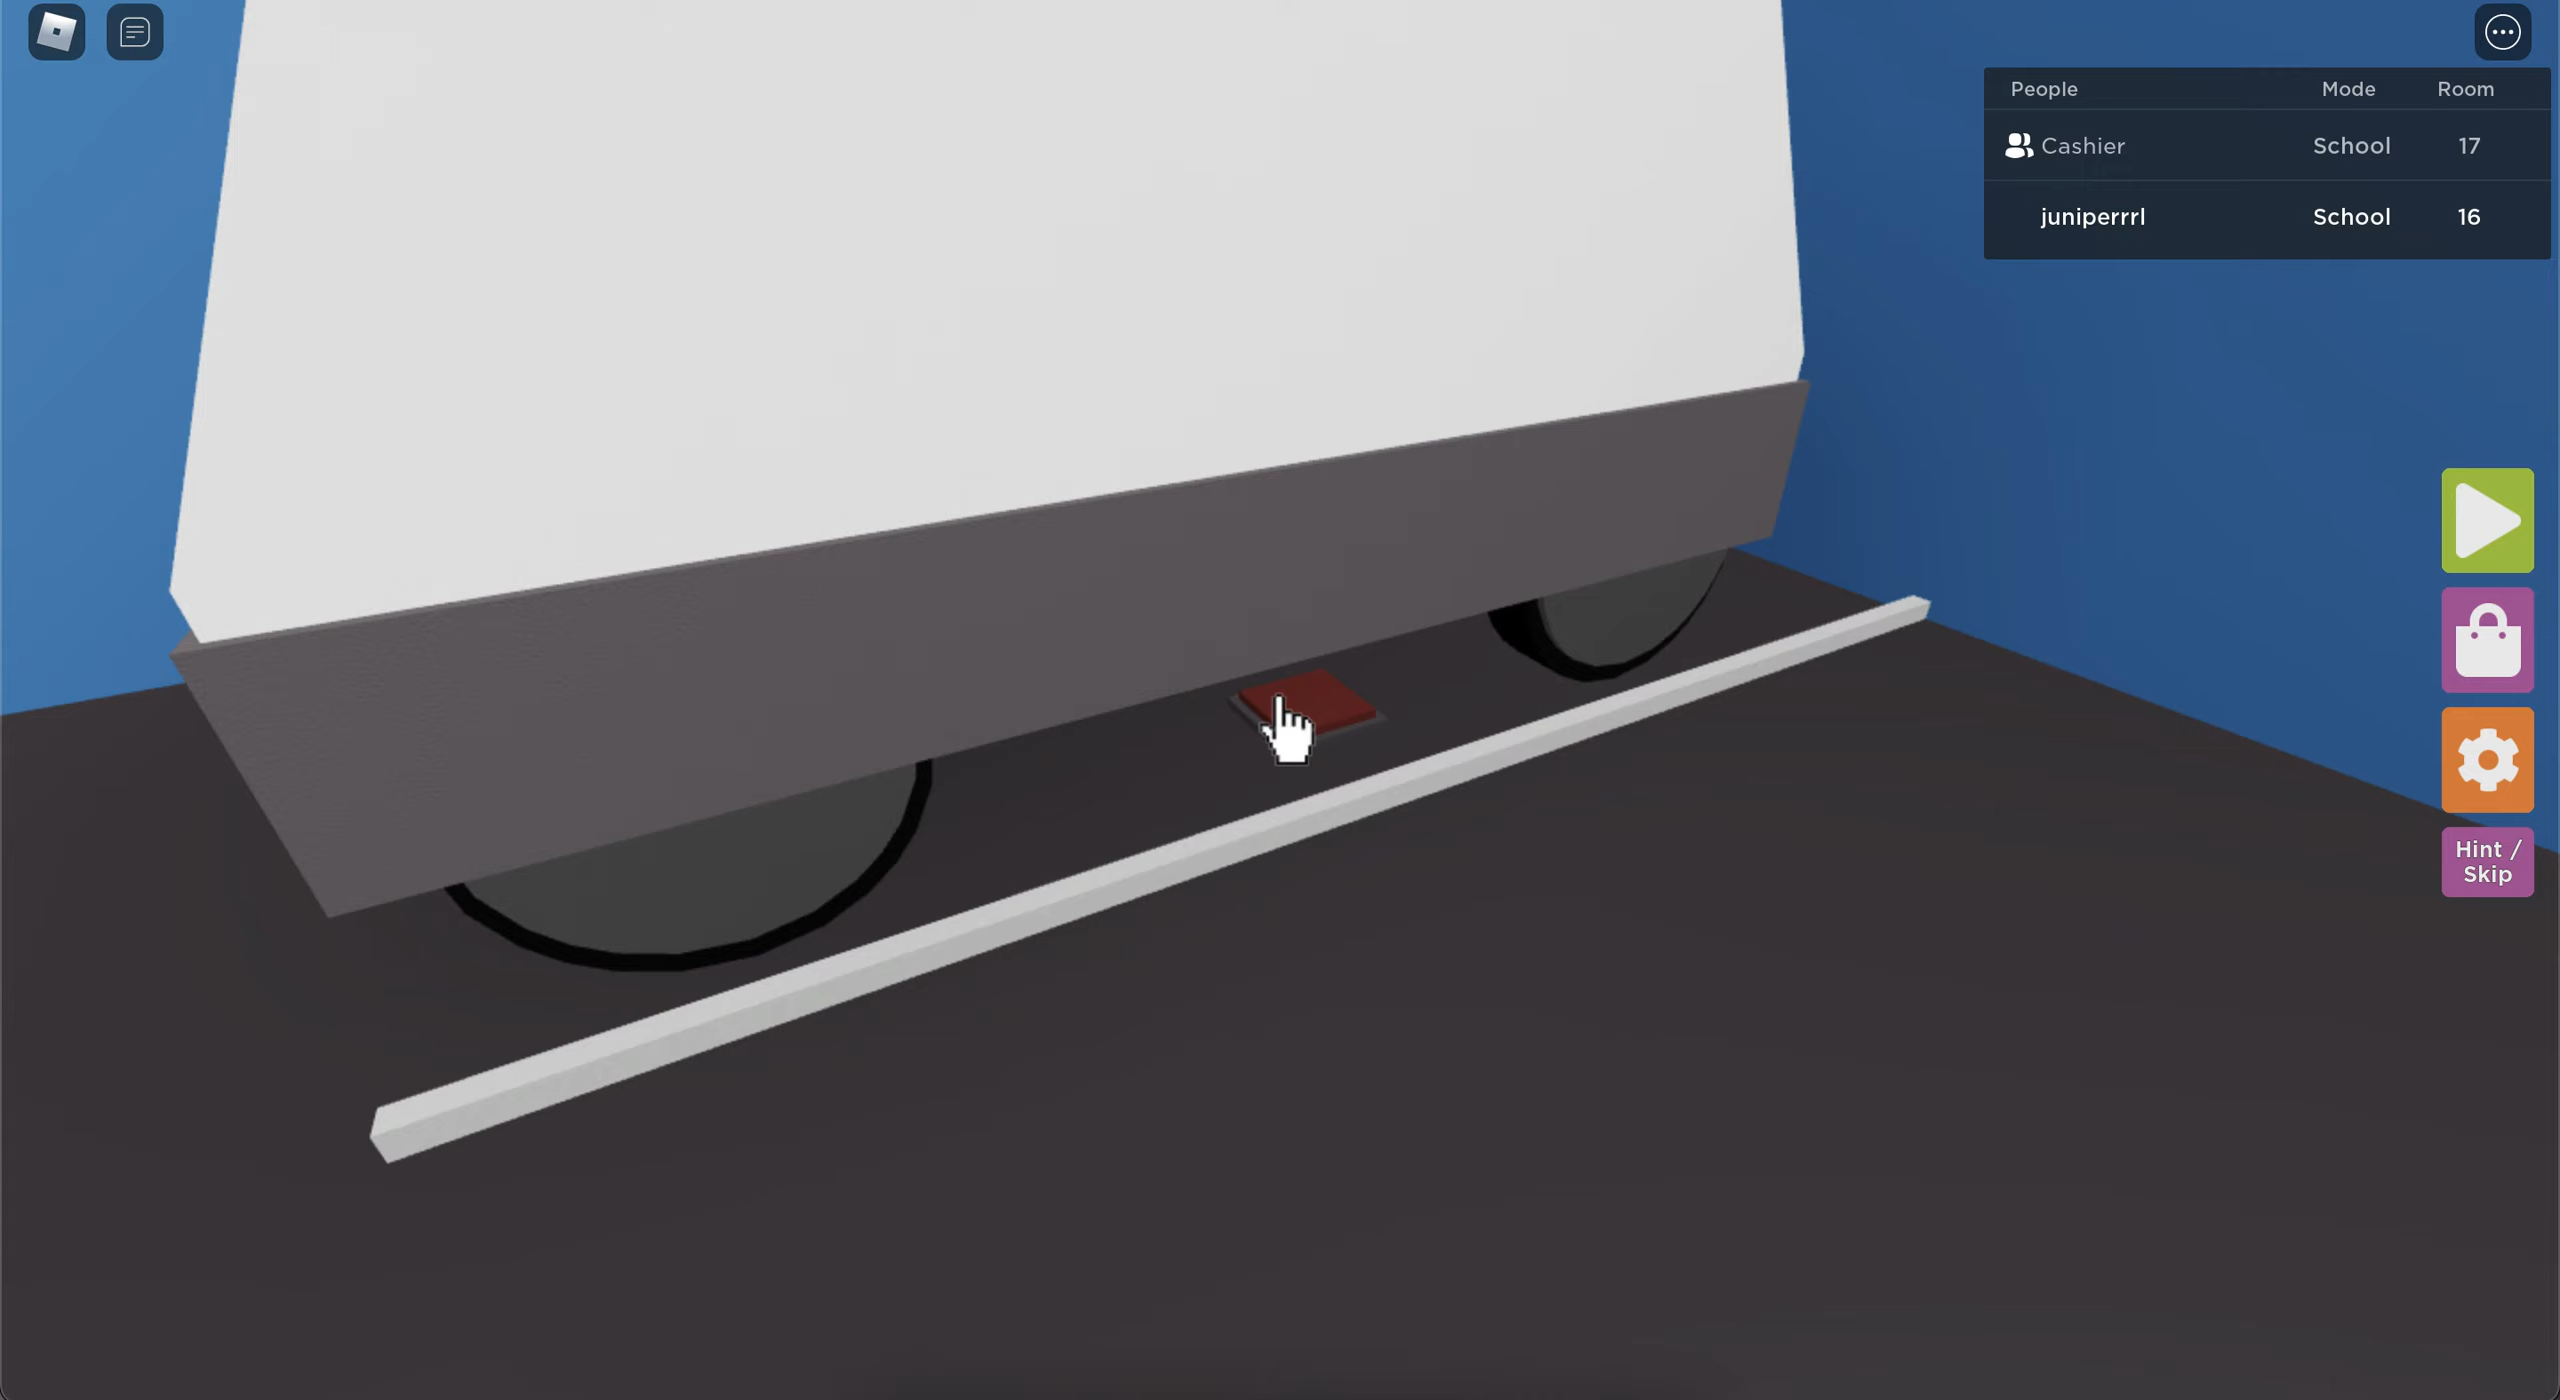 People Mode Room
Cashier School 17
juniperrrl School 16
Hint /
Skip